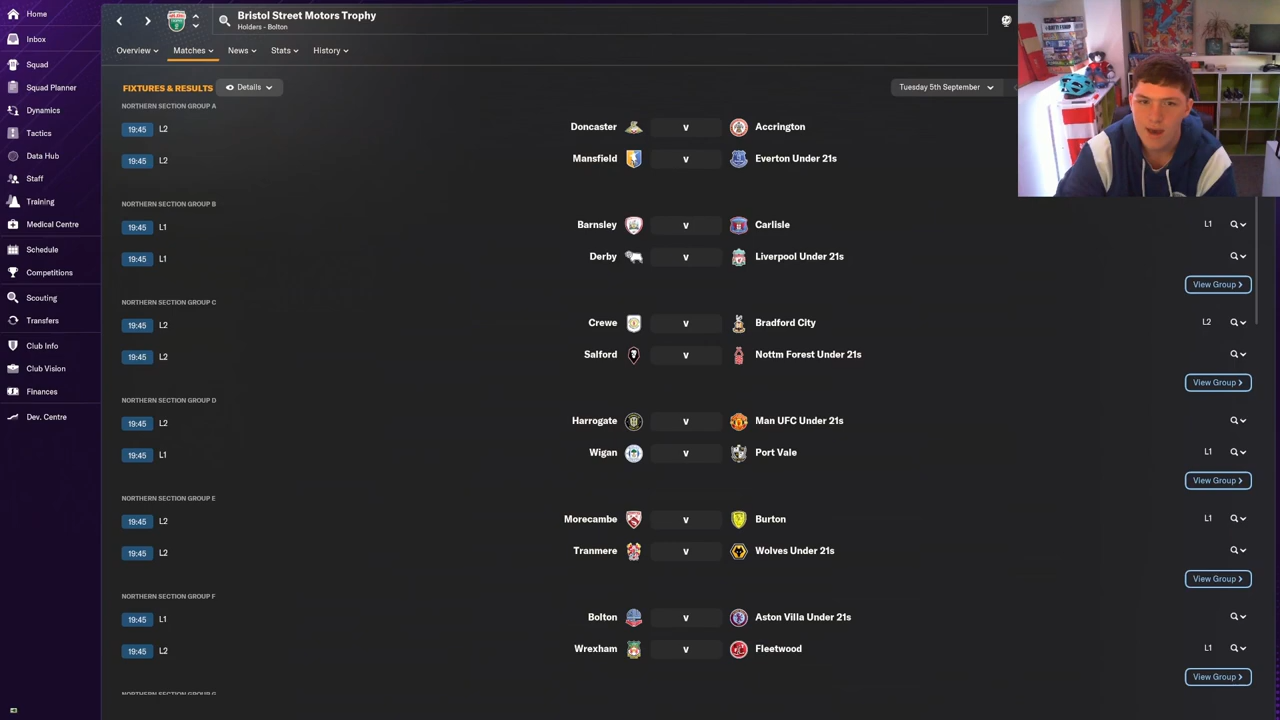 Home
Inbox
Squad
Squad Planner
Dynamics
Tactics
Data Hub
Staff
Training
Medical Centre
Schedule
Competitions
Scouting
Transfers
Club Info
Club Vision
Finances
Dev. Centre
Bristol Street Motors Trophy
Holders - Bolton
Overview Matches News Stats History
FIXTURES & RESULTS Details Tuesday 5th September
NORTHERN SECTION GROUP A
19:45 L2 Doncaster v Accrington
19:45 L2 Mansfield v Everton Under 21s
NORTHERN SECTION GROUP B
19:45 L1 Barnsley v Carlisle L1
19:45 L1 Derby v Liverpool Under 21s
View Group
NORTHERN SECTION GROUP C
19:45 L2 Crewe v Bradford City L2
19:45 L2 Salford v Nottm Forest Under 21s
View Group
NORTHERN SECTION GROUP D
19:45 L2 Harrogate v Man UFC Under 21s
19:45 L1 Wigan v Port Vale L1
View Group
NORTHERN SECTION GROUP E
19:45 L2 Morecambe v Burton L1
19:45 L2 Tranmere v Wolves Under 21s
View Group
NORTHERN SECTION GROUP F
19:45 L1 Bolton v Aston Villa Under 21s
19:45 L2 Wrexham v Fleetwood L1
View Group
NORTHERN SECTION GROUP G